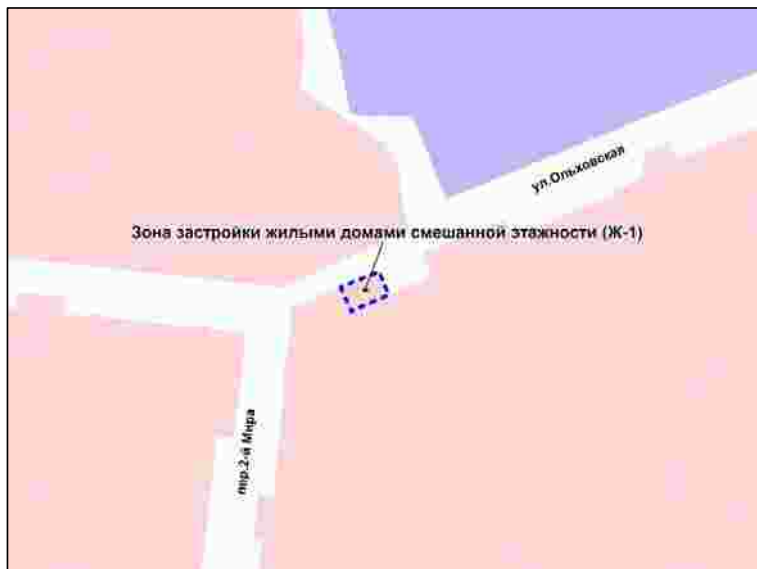 ул.Ольховская
Зона застройки жилыми домами смешанной этажности (Ж-1)
пер.2-й Мира